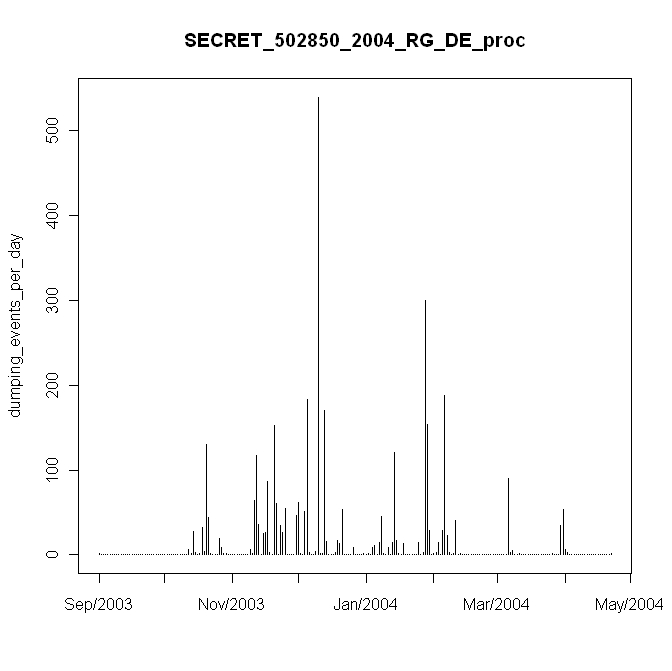 SECRET_502850_2004_RG_DE_proc
dumping_events_per_day
500
400
300
200
100
0
Sep/2003 Nov/2003 Jan/2004 Mar/2004 May/2004